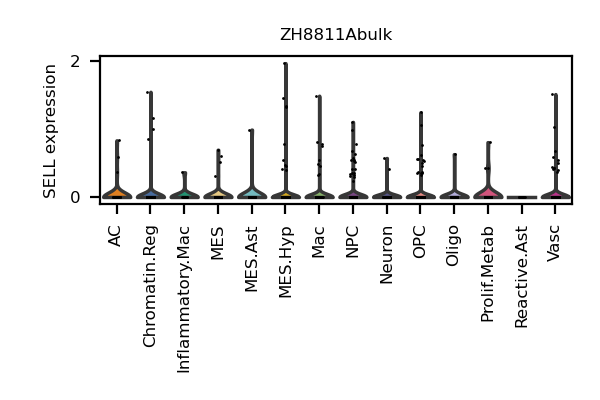 ZH8811Abulk
SELL expression
2
0
AC
Chromatin.Reg
Inflammatory.Mac
MES
MES.Ast
MES.Hyp
Mac
NPC
Neuron
OPC
Oligo
Prolif.Metab
Reactive.Ast
Vasc